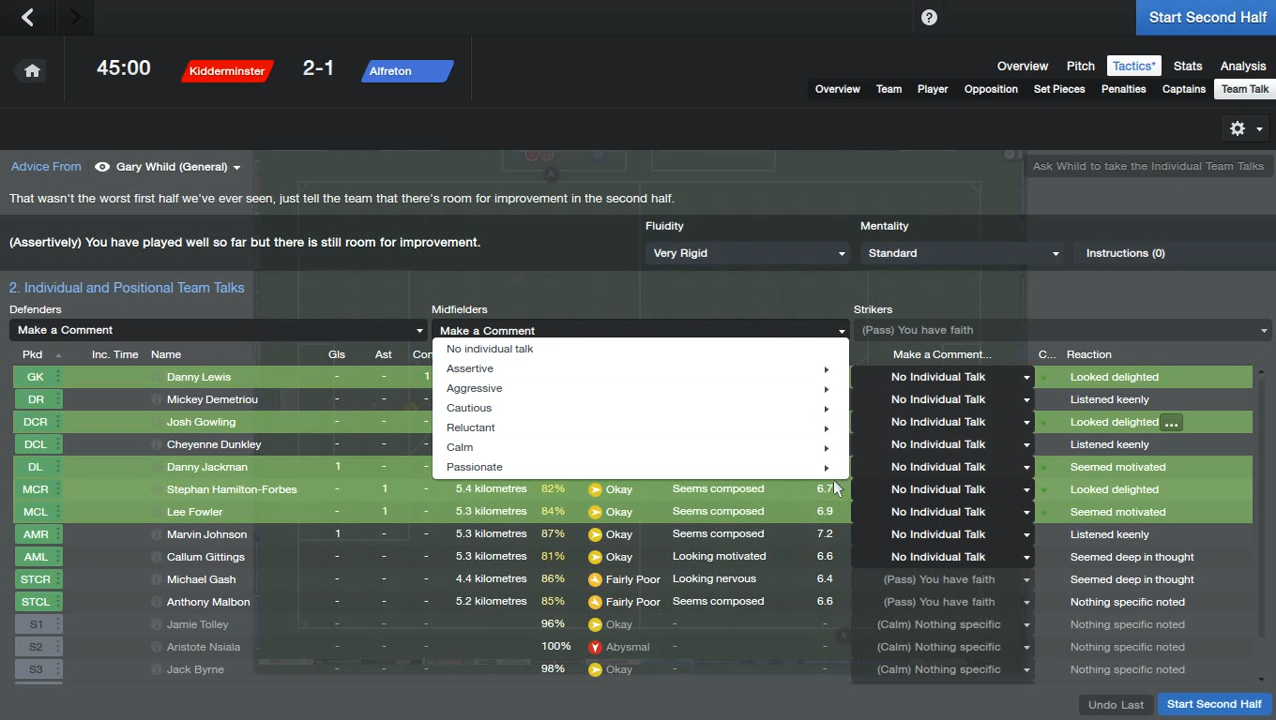 Start Second Half
45:00 Kidderminster 2-1 Alfreton
Overview Pitch Tactics* Stats Analysis
Overview Team Player Opposition Set Pieces Penalties Captains Team Talk
Advice From Gary Whild (General) Ask Whild to take the Individual Team Talks
That wasn't the worst first half we've ever seen, just tell the team that there's room for improvement in the second half.
Fluidity Mentality
(Assertively) You have played well so far but there is still room for improvement.
Very Rigid Standard Instructions (0)
2. Individual and Positional Team Talks
Defenders Midfielders Strikers
Make a Comment Make a Comment (Pass) You have faith
No individual talk
Assertive
Aggressive
Cautious
Reluctant
Calm
Passionate
Pkd Inc. Time Name Gls Ast Con Make a Comment... C... Reaction
GK Danny Lewis - - 1 No Individual Talk Looked delighted
DR Mickey Demetriou - - - No Individual Talk Listened keenly
DCR Josh Gowling - - - No Individual Talk Looked delighted ...
DCL Cheyenne Dunkley - - - No Individual Talk Listened keenly
DL Danny Jackman 1 - - No Individual Talk Seemed motivated
MCR Stephan Hamilton-Forbes - 1 - 5.4 kilometres 82% Okay Seems composed 6.7 No Individual Talk Looked delighted
MCL Lee Fowler - 1 - 5.3 kilometres 84% Okay Seems composed 6.9 No Individual Talk Seemed motivated
AMR Marvin Johnson 1 - - 5.3 kilometres 87% Okay Seems composed 7.2 No Individual Talk Listened keenly
AML Callum Gittings - - - 5.3 kilometres 81% Okay Looking motivated 6.6 No Individual Talk Seemed deep in thought
STCR Michael Gash - - - 4.4 kilometres 86% Fairly Poor Looking nervous 6.4 (Pass) You have faith Seemed deep in thought
STCL Anthony Malbon - - - 5.2 kilometres 85% Fairly Poor Seems composed 6.6 (Pass) You have faith Nothing specific noted
S1 Jamie Tolley - - - 96% Okay - - (Calm) Nothing specific Nothing specific noted
S2 Aristote Nsiala - - - 100% Abysmal - - (Calm) Nothing specific Nothing specific noted
S3 Jack Byrne - - - 98% Okay - - (Calm) Nothing specific Nothing specific noted
Undo Last Start Second Half